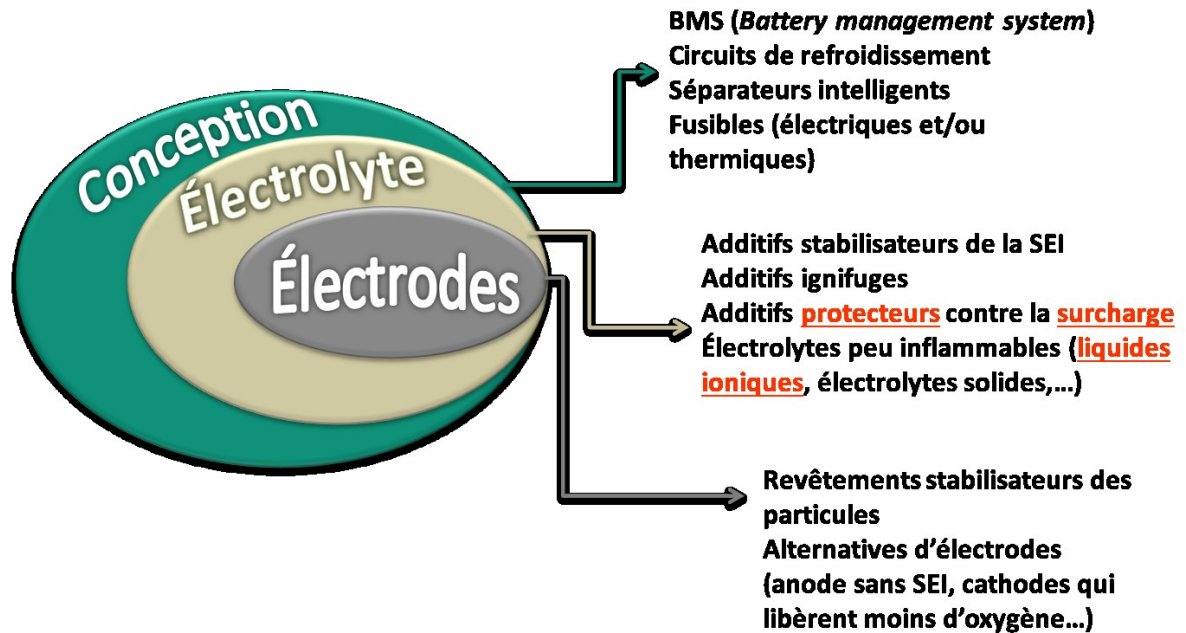 Conception
Électrolyte
Électrodes
BMS (Battery management system)
Circuits de refroidissement
Séparateurs intelligents
Fusibles (électriques et/ou
thermiques)
Additifs stabilisateurs de la SEI
Additifs ignifuges
Additifs protecteurs contre la surcharge
Électrolytes peu inflammables (liquides
ioniques, électrolytes solides,...)
Revêtements stabilisateurs des
particules
Alternatives d’électrodes
(anode sans SEI, cathodes qui
libèrent moins d’oxygène...)